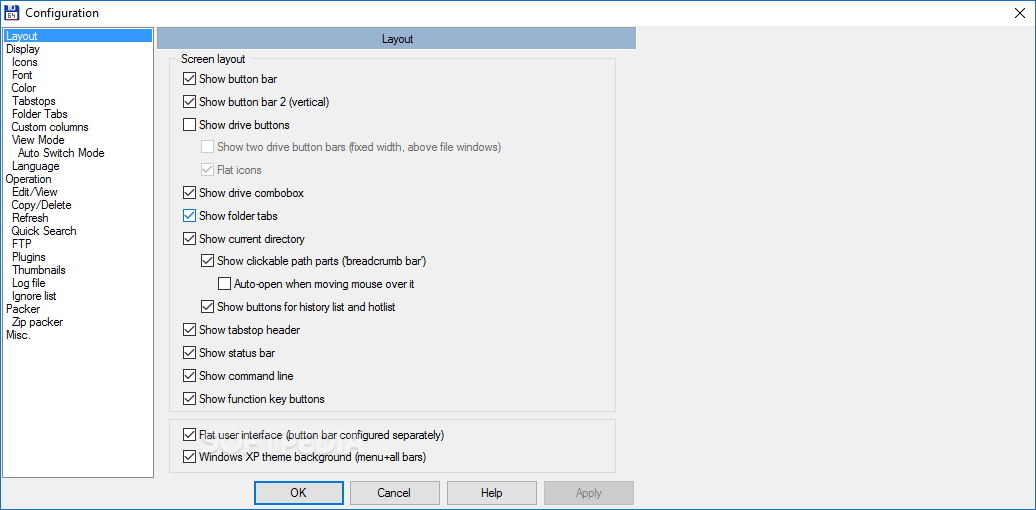 64
Configuration
Layout
Display
Icons
Font
Color
Tabstops
Folder Tabs
Custom columns
View Mode
Auto Switch Mode
Language
Operation
Edit/View
Copy/Delete
Refresh
Quick Search
FTP
Plugins
Thumbnails
Log file
Ignore list
Packer
Zip packer
Misc.
Layout
Screen layout
Show button bar
Show button bar 2 (vertical)
Show drive buttons
Show two drive button bars (fixed width, above file windows)
Flat icons
Show drive combobox
Show folder tabs
Show current directory
Show clickable path parts ('breadcrumb bar')
Auto-open when moving mouse over it
Show buttons for history list and hotlist
Show tabstop header
Show status bar
Show command line
Show function key buttons
Flat user interface (button bar configured separately)
SOFTPEDIA
Windows XP theme background (menu+all bars)
OK
Cancel
Help
Apply